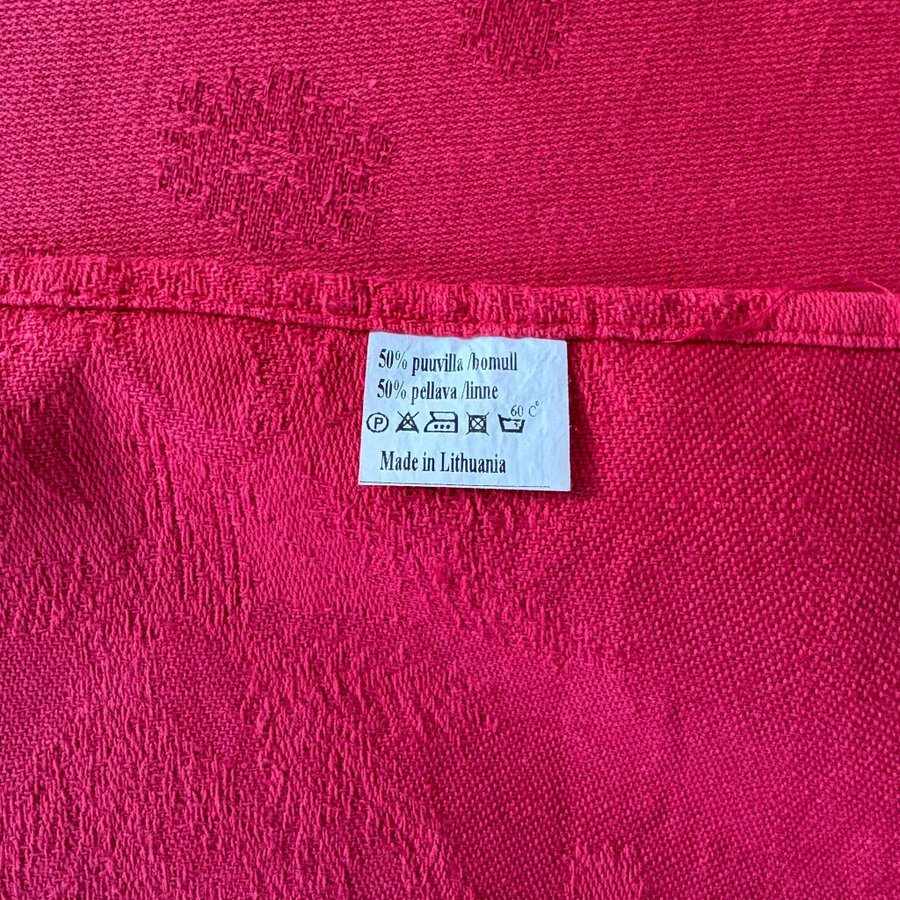 50% puuvilla /bomull
50% pellava /linne
P 60 C°
Made in Lithuania